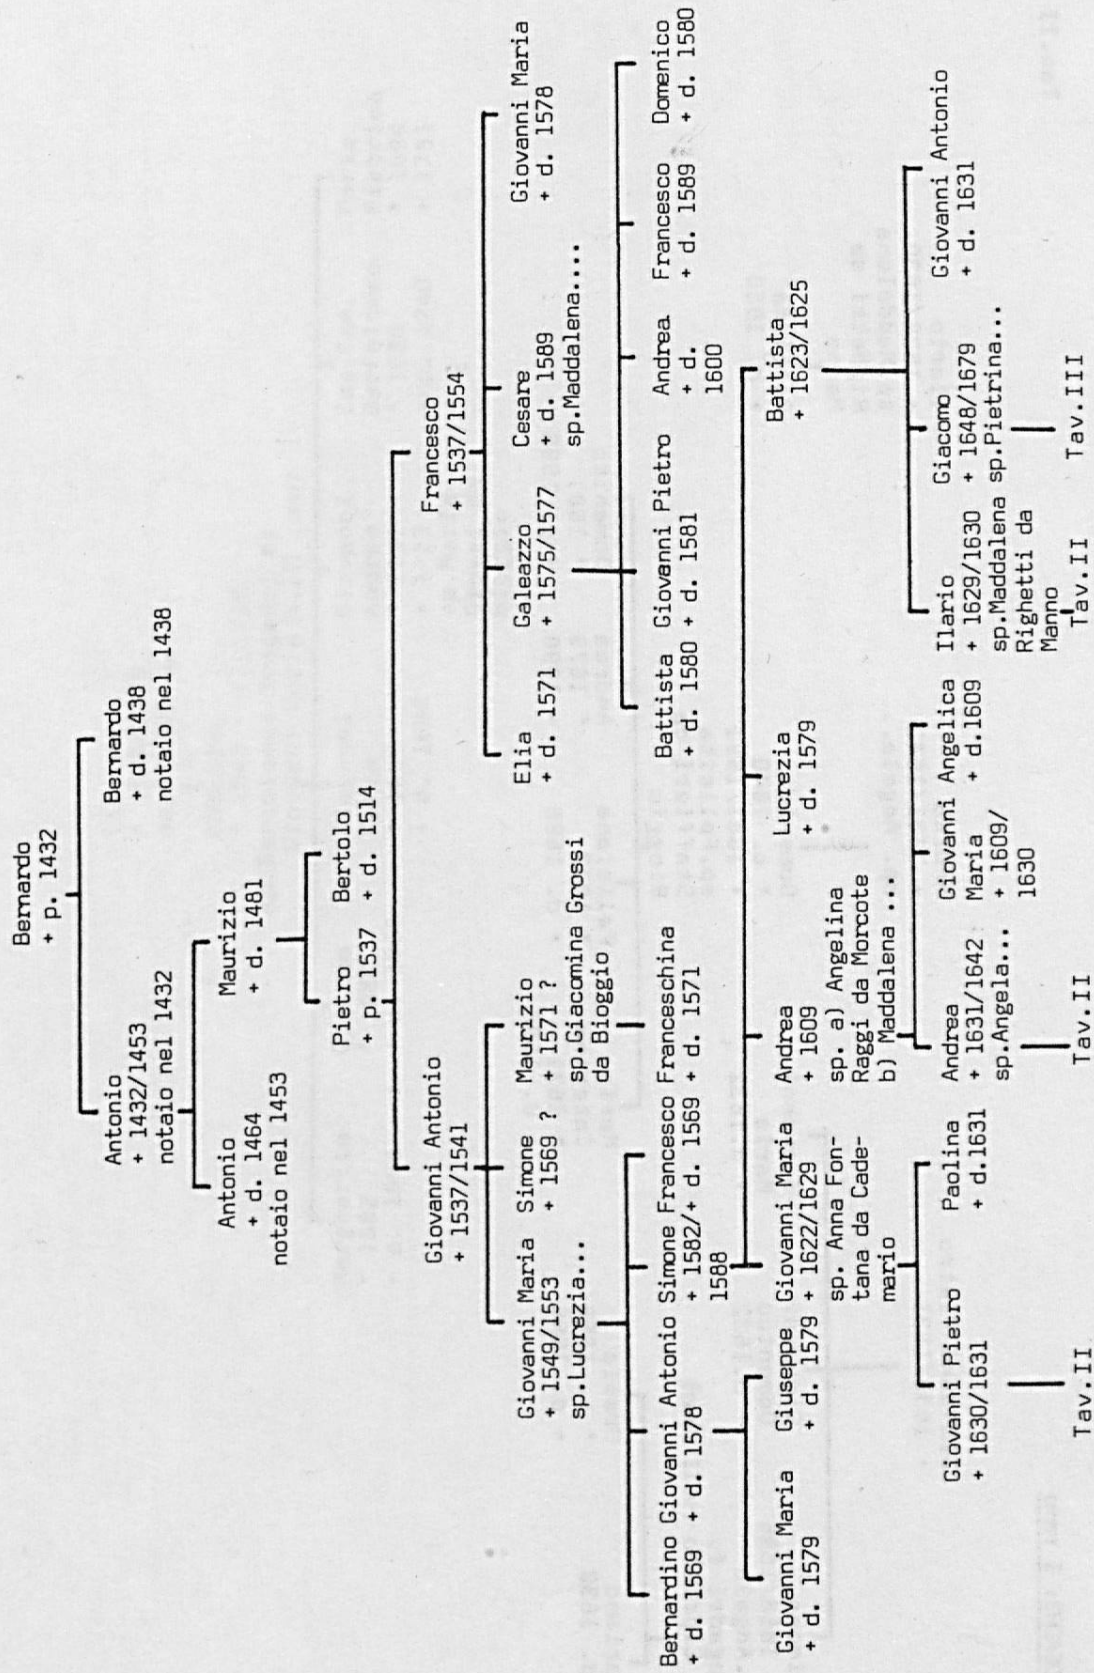 Bernardo
+ p. 1432
Antonio
+ 1432/1453
notaio nel 1432
Bernardo
+ d. 1438
notaio nel 1438
Antonio
+ d. 1464
notaio nel 1453
Maurizio
+ d. 1481
Pietro
+ p. 1537
Bertolo
+ d. 1514
Giovanni Antonio
+ 1537/1541
Francesco
+ 1537/1554
Giovanni Maria
+ 1549/1553
sp.Lucrezia...
Simone
+ 1569 ?
Maurizio
+ 1571 ?
sp.Giacomina Grossi
da Bioggio
Elia
+ d. 1571
Galeazzo
+ 1575/1577
Cesare
+ d. 1589
sp.Maddalena....
Giovanni Maria
+ d. 1578
Bernardino
+ d. 1569
Giovanni Antonio
+ d. 1578
Simone
+ 1582/
1588
Francesco
+ d. 1569
Franceschina
+ d. 1571
Battista
+ d. 1580
Giovanni Pietro
+ d. 1581
Andrea
+ d.
1600
Francesco
+ d. 1589
Domenico
+ d. 1580
Giovanni Maria
+ d. 1579
Giuseppe
+ d. 1579
Giovanni Maria
+ 1622/1629
sp. Anna Fon-
tana da Cade-
mario
Andrea
+ 1609
sp. a) Angelina
Raggi da Morcote
b) Maddalena ...
Lucrezia
+ d. 1579
Battista
+ 1623/1625
Giovanni Pietro
+ 1630/1631
Paolina
+ d.1631
Andrea
+ 1631/1642
sp.Angela...
Giovanni
Maria
+ 1609/
1630
Angelica
+ d.1609
Ilario
+ 1629/1630
sp.Maddalena
Righetti da
Manno
Giacomo
+ 1648/1679
sp.Pietrina...
Giovanni Antonio
+ d. 1631
Tav.II
Tav.II
Tav.II
Tav.III